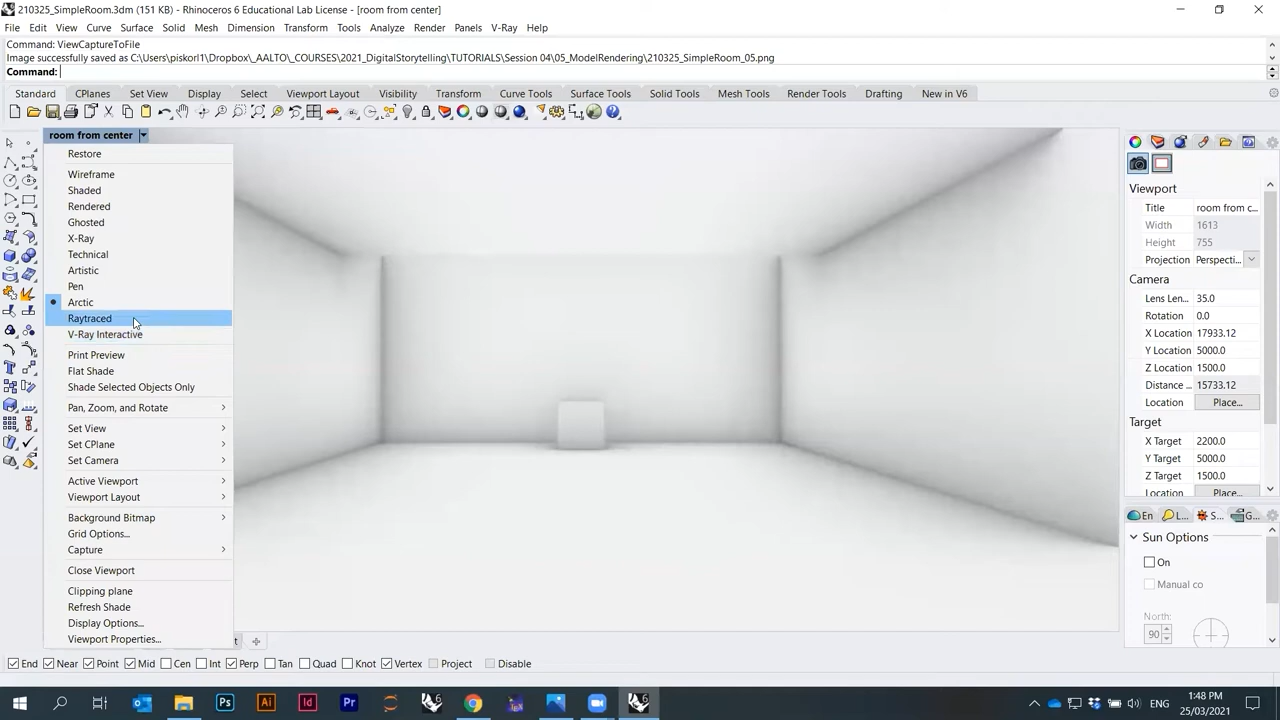 210325_SimpleRoom.3dm (151 KB) - Rhinoceros 6 Educational Lab License - [room from center]
File Edit View Curve Surface Solid Mesh Dimension Transform Tools Analyze Render Panels V-Ray Help
Command: ViewCaptureToFile
Image successfully saved as C:\Users\piskorl1\Dropbox\_AALTO\_COURSES\2021_DigitalStorytelling\TUTORIALS\Session 04\05_ModelRendering\210325_SimpleRoom_05.png
Command:
Standard CPlanes Set View Display Select Viewport Layout Visibility Transform Curve Tools Surface Tools Solid Tools Mesh Tools Render Tools Drafting New in V6
room from center
Restore
Wireframe
Shaded
Rendered
Ghosted
X-Ray
Technical
Artistic
Pen
Arctic
Raytraced
V-Ray Interactive
Print Preview
Flat Shade
Shade Selected Objects Only
Pan, Zoom, and Rotate
Set View
Set CPlane
Set Camera
Active Viewport
Viewport Layout
Background Bitmap
Grid Options...
Capture
Close Viewport
Clipping plane
Refresh Shade
Display Options...
Viewport Properties...
Viewport
Title room from c...
Width 1613
Height 755
Projection Perspecti...
Camera
Lens Len... 35.0
Rotation 0.0
X Location 17933.12
Y Location 5000.0
Z Location 1500.0
Distance ... 15733.12
Location Place...
Target
X Target 2200.0
Y Target 5000.0
Z Target 1500.0
Location Place...
En L... S... G...
Sun Options
On
Manual co
North:
90
End Near Point Mid Cen Int Perp Tan Quad Knot Vertex Project Disable
Ps Ai Id Pr 6 6 ENG 1:48 PM
25/03/2021